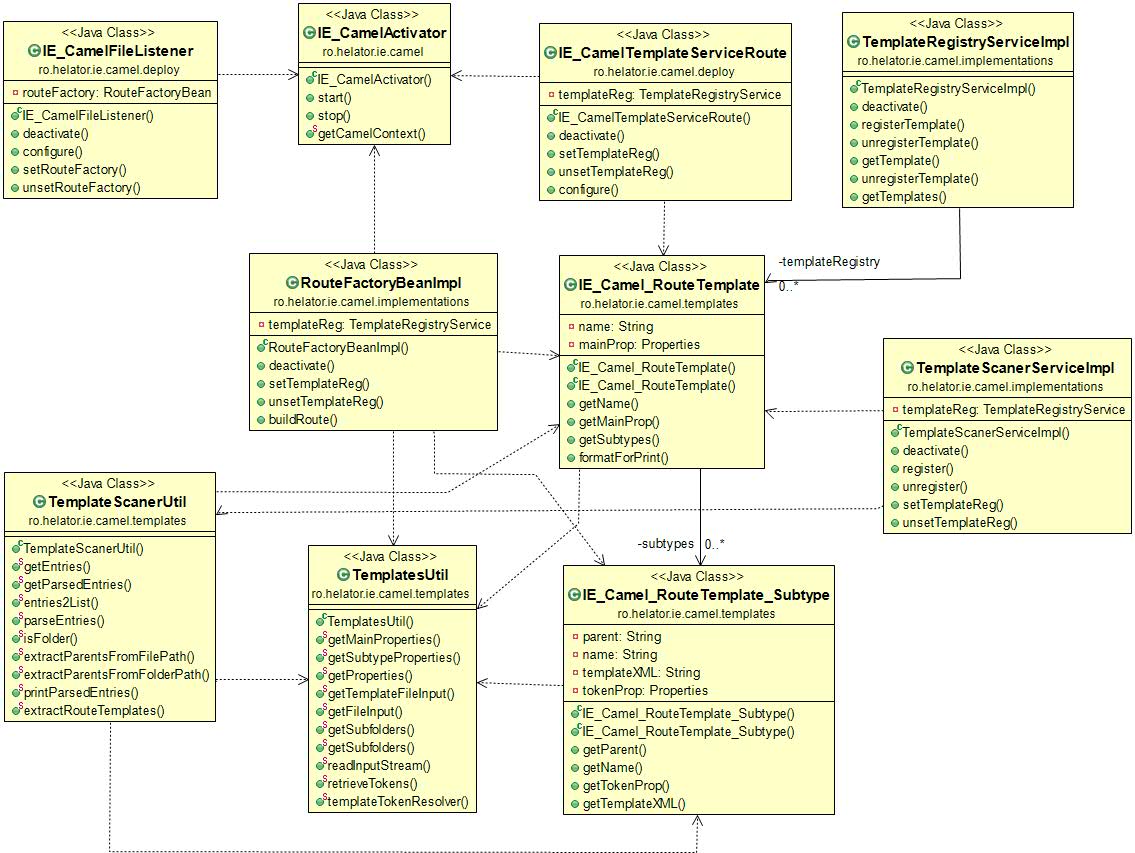 <<Java Class>>
IE_CamelFileListener
ro.helator.ie.camel.deploy
routeFactory: RouteFactoryBean
IE_CamelFileListener()
deactivate()
configure()
setRouteFactory()
unsetRouteFactory()
<<Java Class>>
IE_CamelActivator
ro.helator.ie.camel
IE_CamelActivator()
start()
stop()
getCamelContext()
<<Java Class>>
IE_CamelTemplateServiceRoute
ro.helator.ie.camel.deploy
templateReg: TemplateRegistryService
IE_CamelTemplateServiceRoute()
deactivate()
setTemplateReg()
unsetTemplateReg()
configure()
<<Java Class>>
TemplateRegistryServiceImpl
ro.helator.ie.camel.implementations
TemplateRegistryServiceImpl()
deactivate()
registerTemplate()
unregisterTemplate()
getTemplate()
unregisterTemplate()
getTemplates()
-templateRegistry
0..*
<<Java Class>>
RouteFactoryBeanImpl
ro.helator.ie.camel.implementations
templateReg: TemplateRegistryService
RouteFactoryBeanImpl()
deactivate()
setTemplateReg()
unsetTemplateReg()
buildRoute()
<<Java Class>>
IE_Camel_RouteTemplate
ro.helator.ie.camel.templates
name: String
mainProp: Properties
IE_Camel_RouteTemplate()
IE_Camel_RouteTemplate()
getName()
getMainProp()
getSubtypes()
formatForPrint()
<<Java Class>>
TemplateScanerServiceImpl
ro.helator.ie.camel.implementations
templateReg: TemplateRegistryService
TemplateScanerServiceImpl()
deactivate()
register()
unregister()
setTemplateReg()
unsetTemplateReg()
<<Java Class>>
TemplateScanerUtil
ro.helator.ie.camel.templates
TemplateScanerUtil()
getEntries()
getParsedEntries()
entries2List()
parseEntries()
isFolder()
extractParentsFromFilePath()
extractParentsFromFolderPath()
printParsedEntries()
extractRouteTemplates()
<<Java Class>>
TemplatesUtil
ro.helator.ie.camel.templates
TemplatesUtil()
getMainProperties()
getSubtypeProperties()
getProperties()
getTemplateFileInput()
getFileInput()
getSubfolders()
getSubfolders()
readInputStream()
retrieveTokens()
templateTokenResolver()
-subtypes 0..*
<<Java Class>>
IE_Camel_RouteTemplate_Subtype
ro.helator.ie.camel.templates
parent: String
name: String
templateXML: String
tokenProp: Properties
IE_Camel_RouteTemplate_Subtype()
IE_Camel_RouteTemplate_Subtype()
getParent()
getName()
getTokenProp()
getTemplateXML()